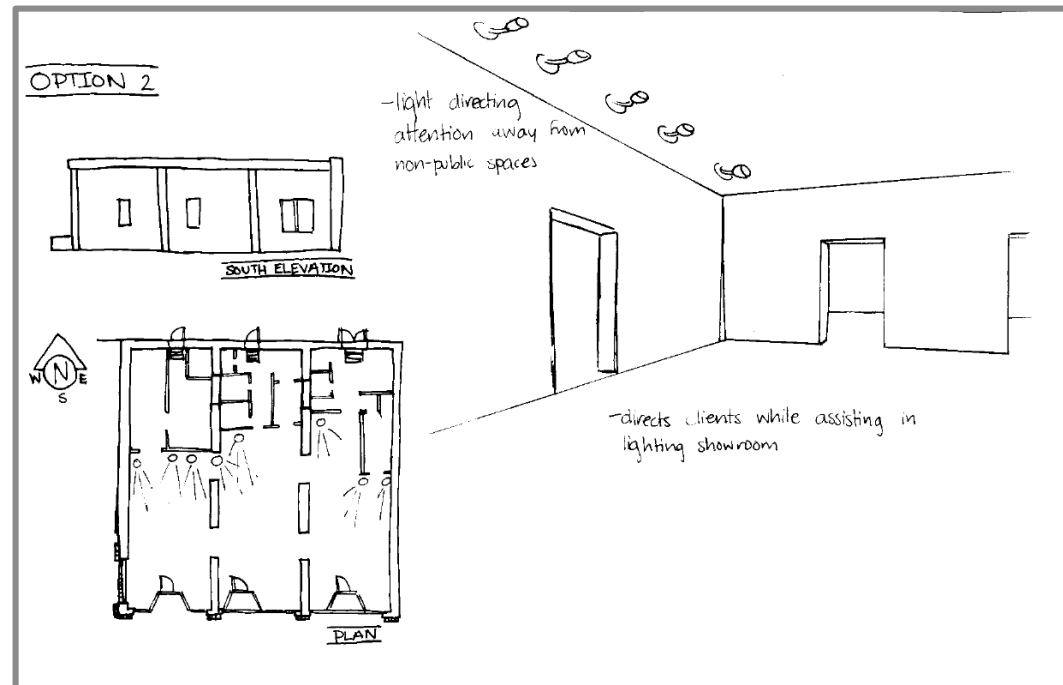 OPTION 2
-light directing
attention away from
non-public spaces
SOUTH ELEVATION
N
W E
S
-directs clients while assisting in
lighting showroom
PLAN